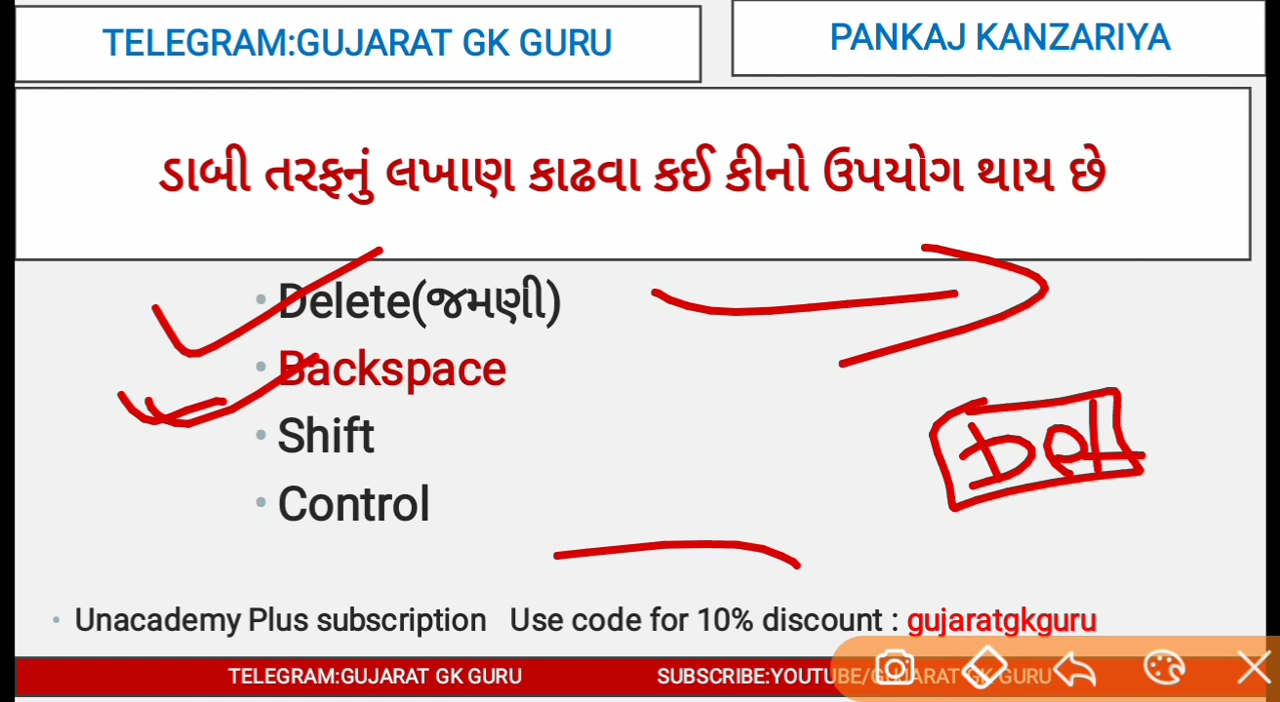 TELEGRAM:GUJARAT GK GURU
PANKAJ KANZARIYA
ડાબી તરફનું લખાણ કાઢવા કઈ કીનો ઉપયોગ થાય છે
Delete(જમણી)
Backspace
Shift
Control
Unacademy Plus subscription Use code for 10% discount : gujaratgkguru
TELEGRAM:GUJARAT GK GURU
SUBSCRIBE:YOUTUBE/GUJARAT GK GURU